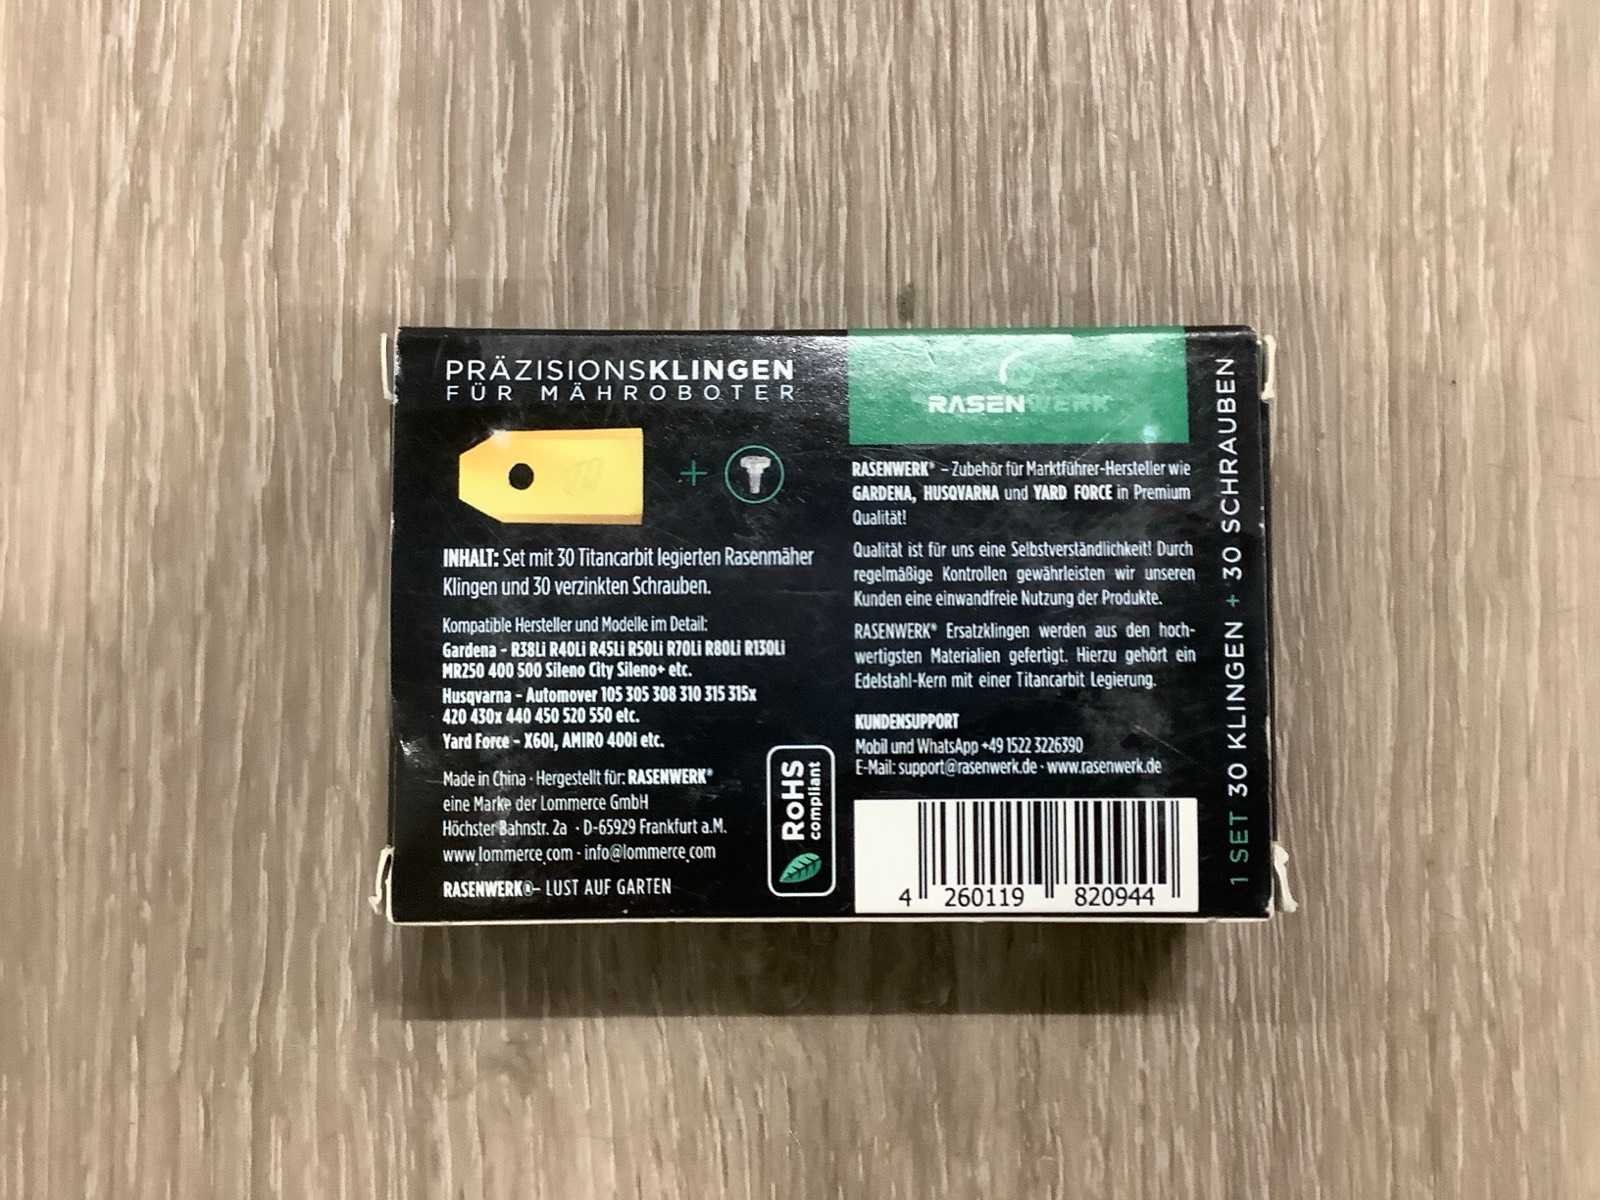 PRÄZISIONSKLINGEN
FÜR MÄHROBOTER
+
INHALT: Set mit 30 Titancarbit legierten Rasenmäher
Klingen und 30 verzinkten Schrauben.
Kompatible Hersteller und Modelle im Detail:
Gardena - R38Li R40Li R45Li R50Li R70Li R80Li R130Li
MR250 400 500 Sileno City Sileno+ etc.
Husqvarna - Automover 105 305 308 310 315 315x
420 430x 440 450 520 550 etc.
Yard Force - X60i, AMIRO 400i etc.
Made in China · Hergestellt für: RASENWERK®
eine Marke der Lommerce GmbH
Höchster Bahnstr. 2a · D-65929 Frankfurt a.M.
www.lommerce.com · info@lommerce.com
RASENWERK®– LUST AUF GARTEN
RoHS
compliant
RASENWERK
RASENWERK® – Zubehör für Marktführer-Hersteller wie
GARDENA, HUSQVARNA und YARD FORCE in Premium
Qualität!
Qualität ist für uns eine Selbstverständlichkeit! Durch
regelmäßige Kontrollen gewährleisten wir unseren
Kunden eine einwandfreie Nutzung der Produkte.
RASENWERK® Ersatzklingen werden aus den hoch-
wertigsten Materialien gefertigt. Hierzu gehört ein
Edelstahl-Kern mit einer Titancarbit Legierung.
KUNDENSUPPORT
Mobil und WhatsApp +49 1522 3226390
E-Mail: support@rasenwerk.de · www.rasenwerk.de
4 260119 820944
1 SET 30 KLINGEN + 30 SCHRAUBEN